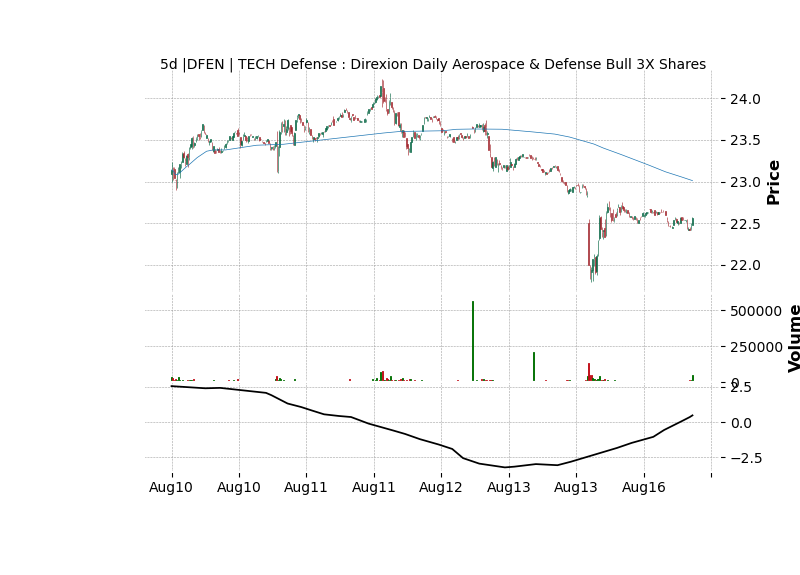 5d |DFEN | TECH Defense : Direxion Daily Aerospace & Defense Bull 3X Shares
24.0
23.5
23.0
22.5
22.0
Price
500000
250000
0
Volume
2.5
0.0
−2.5
Aug10 Aug10 Aug11 Aug11 Aug12 Aug13 Aug13 Aug16